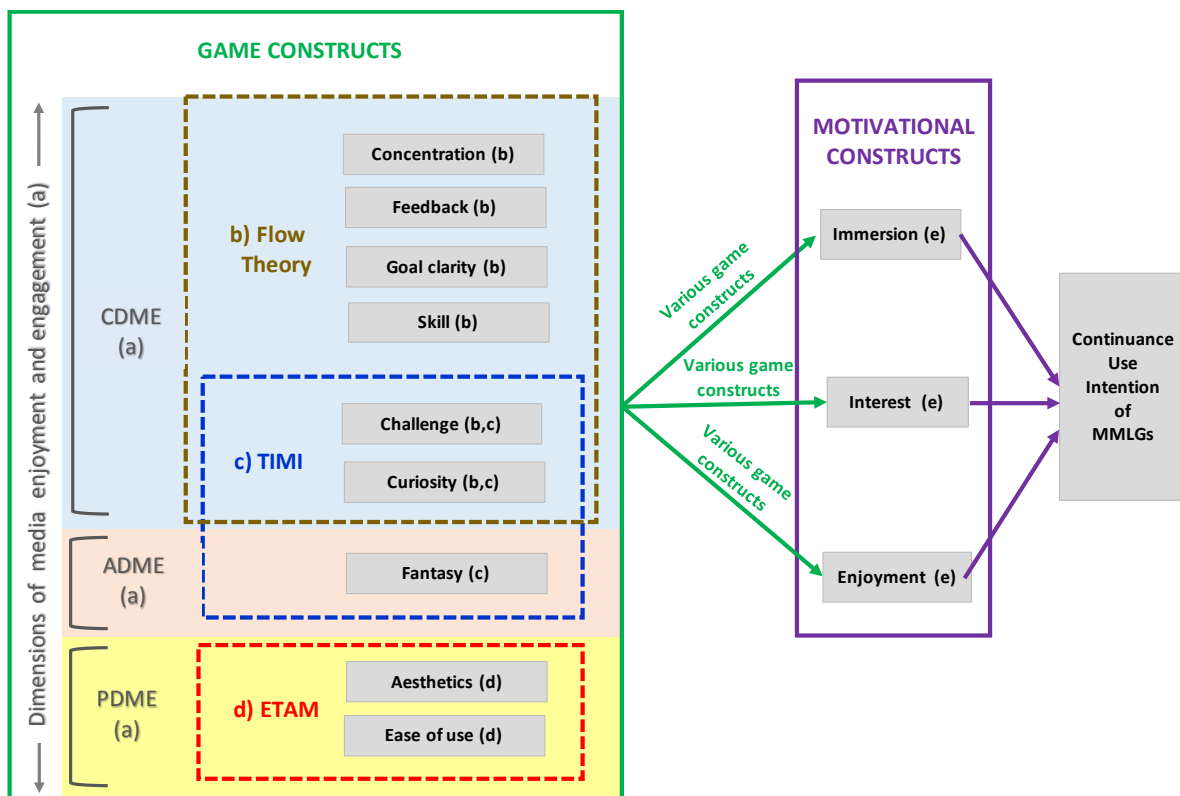 GAME CONSTRUCTS
Dimensions of media enjoyment and engagement (a)
CDME
(a)
b) Flow
Theory
Concentration (b)
Feedback (b)
Goal clarity (b)
Skill (b)
c) TIMI
Challenge (b,c)
Curiosity (b,c)
ADME
(a)
Fantasy (c)
PDME
(a)
d) ETAM
Aesthetics (d)
Ease of use (d)
Various game
constructs
Various game
constructs
Various game
constructs
MOTIVATIONAL
CONSTRUCTS
Immersion (e)
Interest (e)
Enjoyment (e)
Continuance
Use
Intention
of
MMLGs